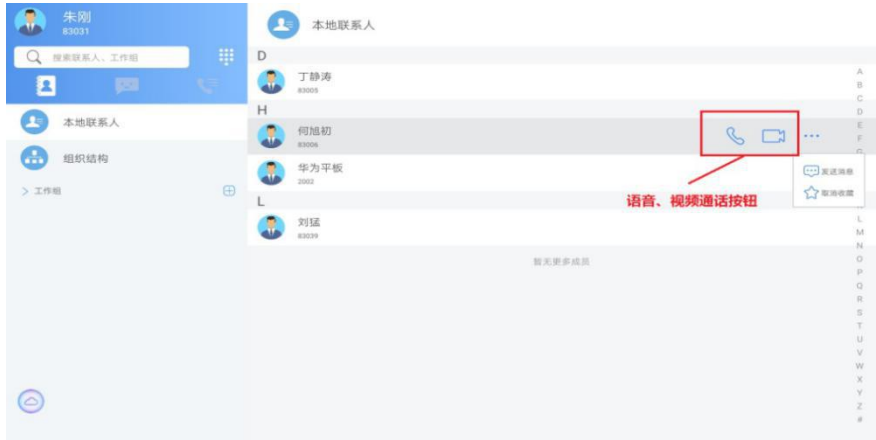 朱刚
83031
搜索联系人、工作组
本地联系人
组织结构
> 工作组
本地联系人
D
丁静涛
83005
H
何旭初
83006
华为平板
2002
L
刘猛
83039
暂无更多成员
发送消息
取消收藏
语音、视频通话按钮
A
B
C
D
E
F
G
L
M
N
O
P
Q
R
S
T
U
V
W
X
Y
Z
#